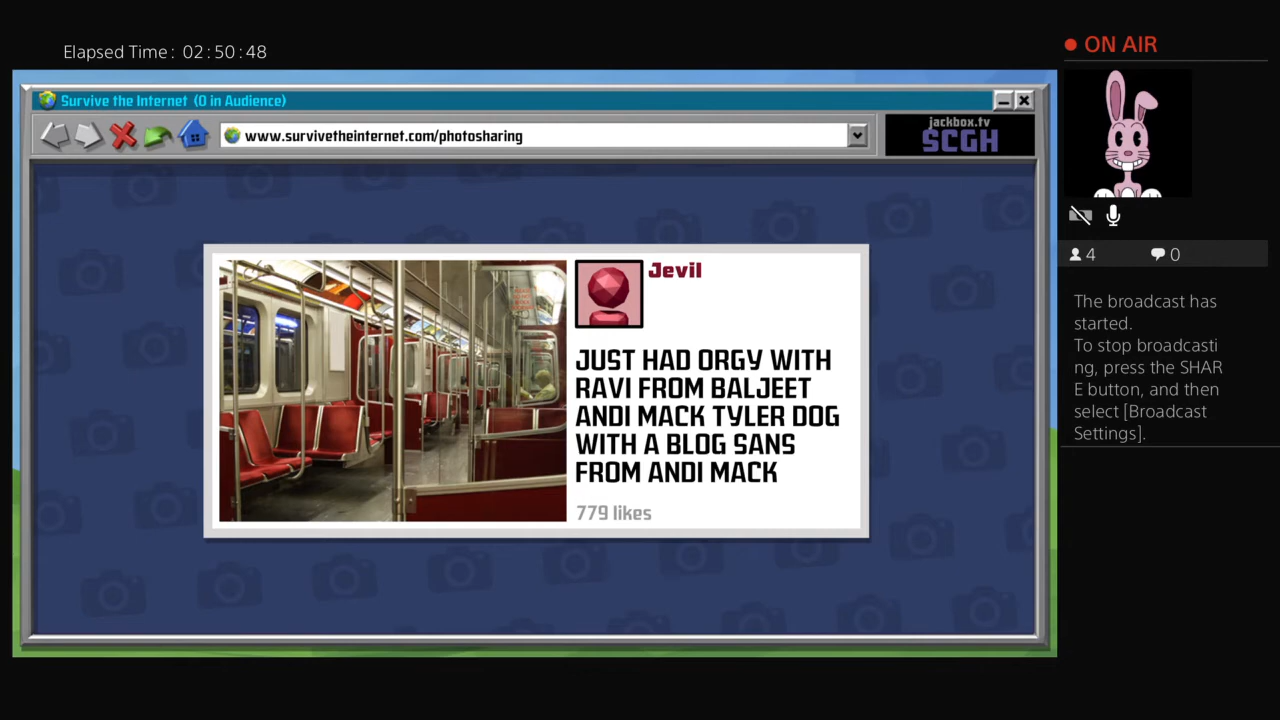 Elapsed Time: 02:50:48
ON AIR
Survive the Internet (0 in Audience)
www.survivetheinternet.com/photosharing
jackbox.tv
SCGH
Jevil
JUST HAD ORGY WITH
RAVI FROM BALJEET
ANDI MACK TYLER DOG
WITH A BLOG SANS
FROM ANDI MACK
779 likes
4
0
The broadcast has
started.
To stop broadcasti
ng, press the SHAR
E button, and then
select [Broadcast
Settings].